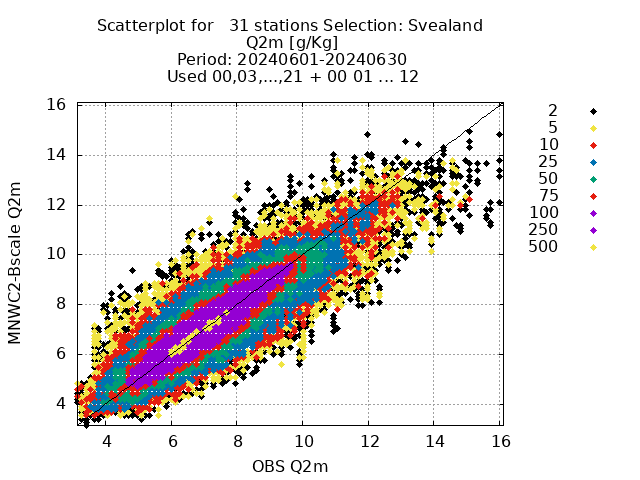 Scatterplot for   31 stations Selection: Svealand
Q2m [g/Kg]
Period: 20240601-20240630
Used 00,03,...,21 + 00 01 ... 12
MNWC2-Bscale Q2m
16
14
12
10
8
6
4
4 6 8 10 12 14 16
OBS Q2m
2
5
10
25
50
75
100
250
500